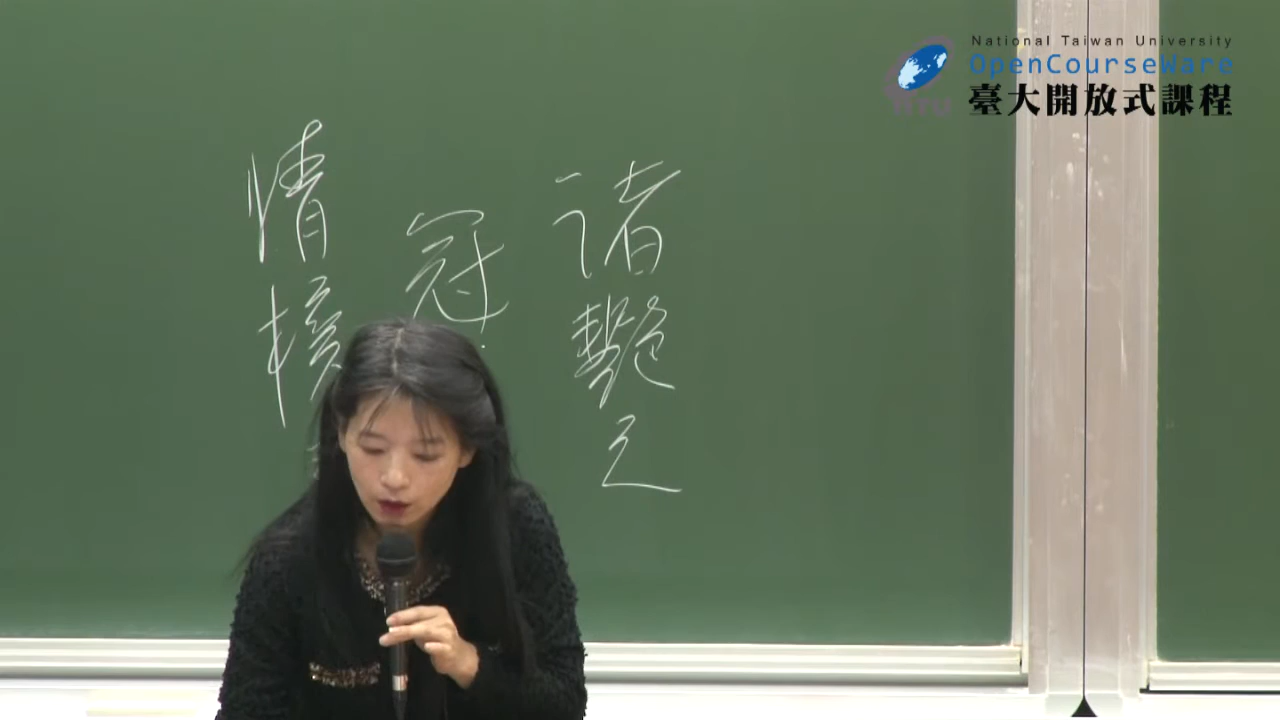 National Taiwan University
OpenCourseWare
臺大開放式課程
諸艷之
冠
情榜